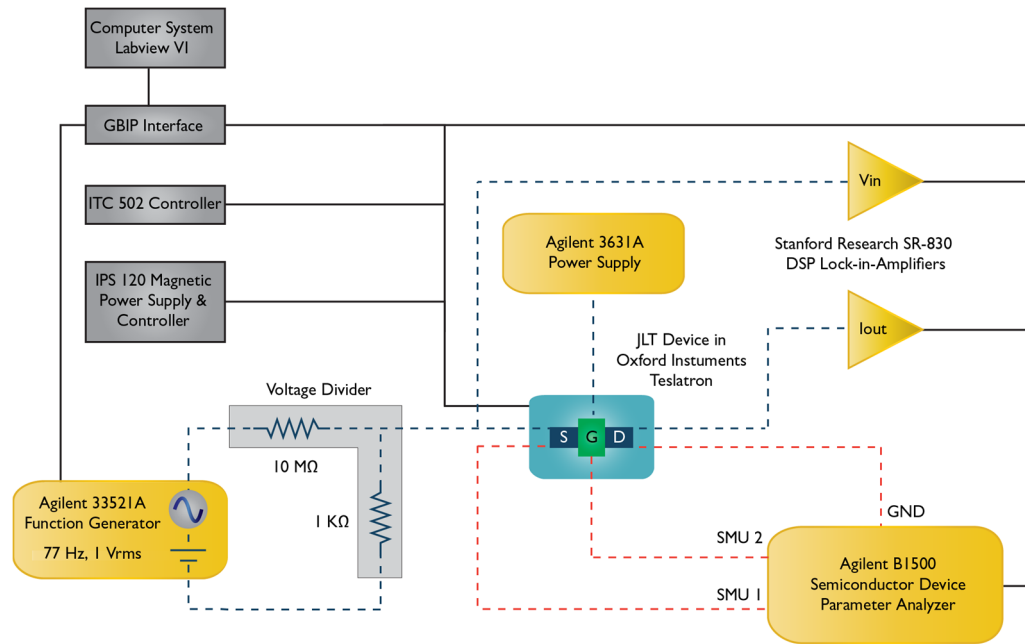 Computer System
Labview VI
GBIP Interface
ITC 502 Controller
IPS 120 Magnetic
Power Supply &
Controller
Vin
Agilent 3631A
Power Supply
Stanford Research SR-830
DSP Lock-in-Amplifiers
Iout
JLT Device in
Oxford Instuments
Teslatron
Voltage Divider
S G D
10 MΩ
Agilent 33521A
Function Generator
77 Hz, 1 Vrms
1 KΩ
GND
SMU 2
SMU 1
Agilent B1500
Semiconductor Device
Parameter Analyzer